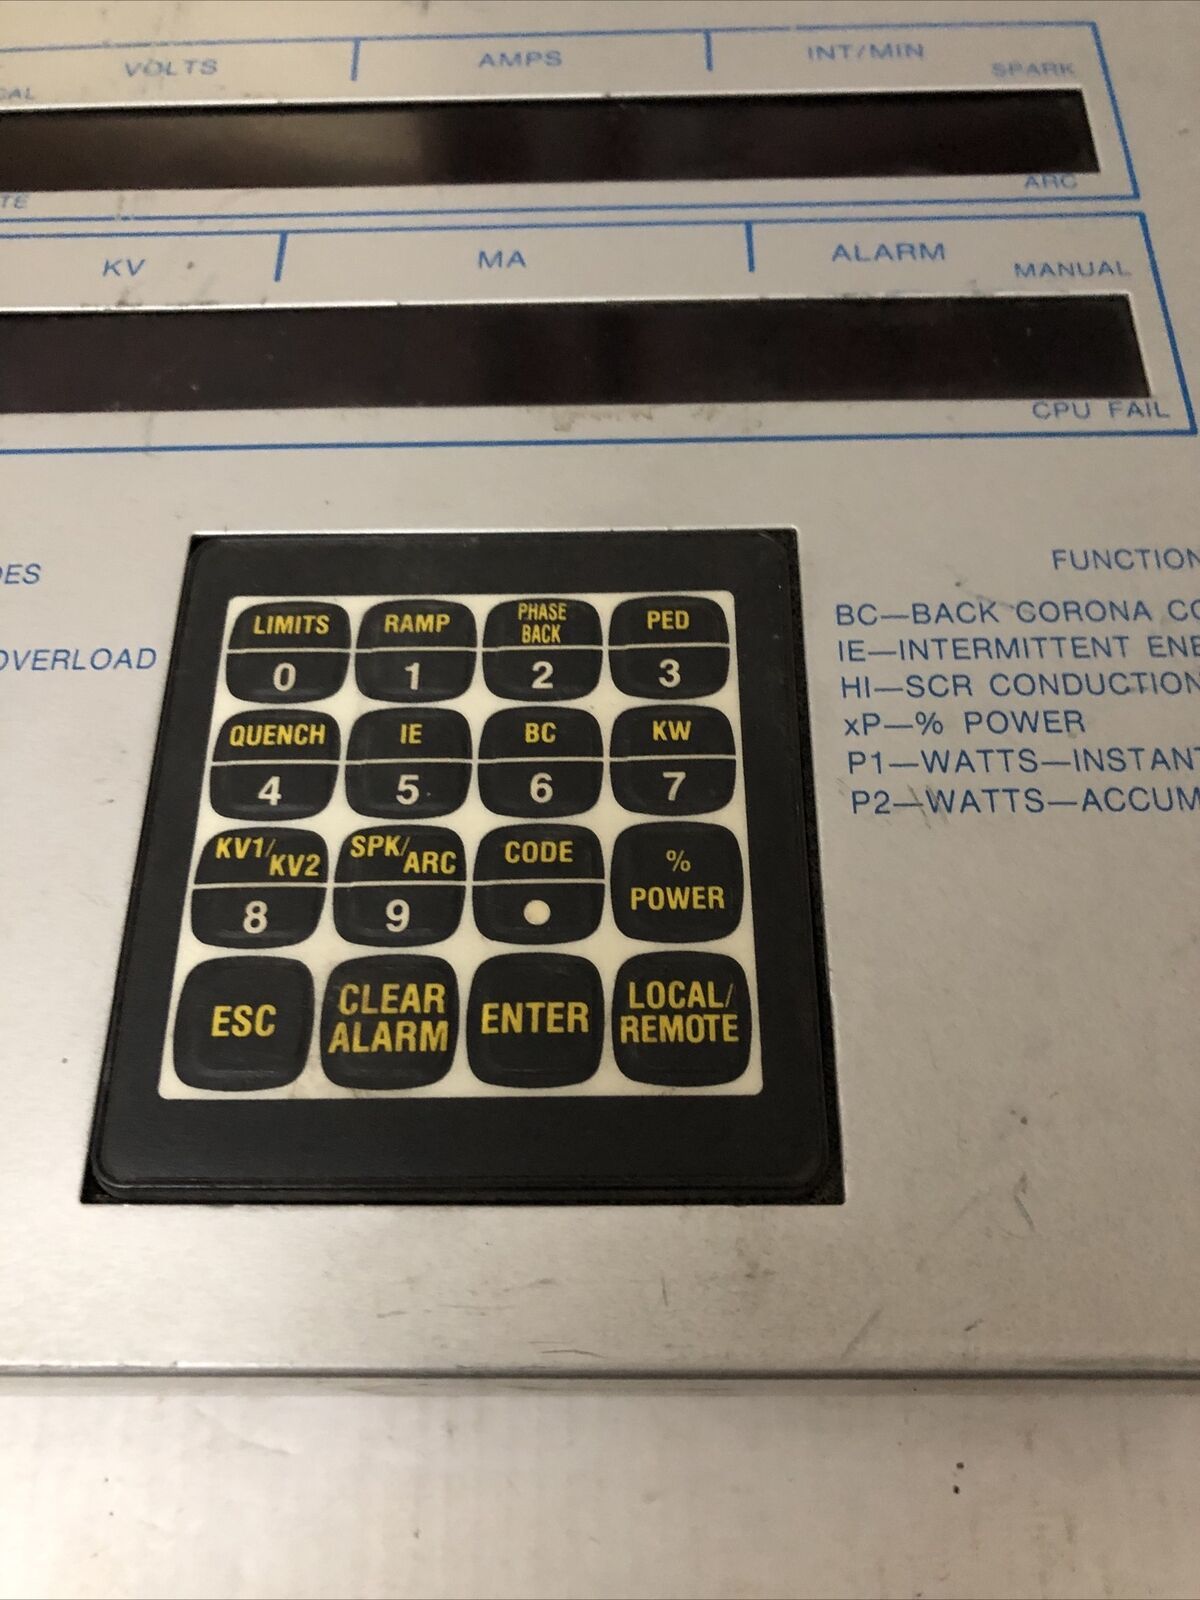 VOLTS AMPS INT/MIN
SPARK
ARC
KV MA ALARM
MANUAL
CPU FAIL
OVERLOAD
LIMITS RAMP PHASE BACK PED
0 1 2 3
QUENCH IE BC KW
4 5 6 7
KV1/KV2 SPK/ARC CODE % POWER
8 9 ●
ESC CLEAR ALARM ENTER LOCAL/REMOTE
FUNCTION
BC—BACK CORONA CO
IE—INTERMITTENT ENE
HI—SCR CONDUCTION
xP—% POWER
P1—WATTS—INSTANT
P2—WATTS—ACCUM